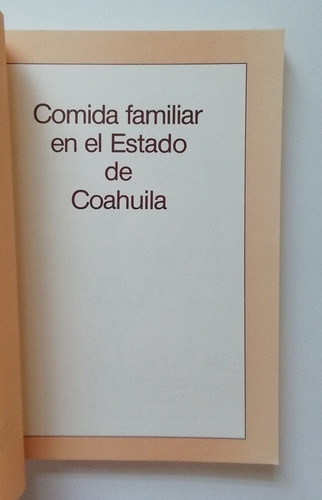 Comida familiar
en el Estado
de
Coahuila